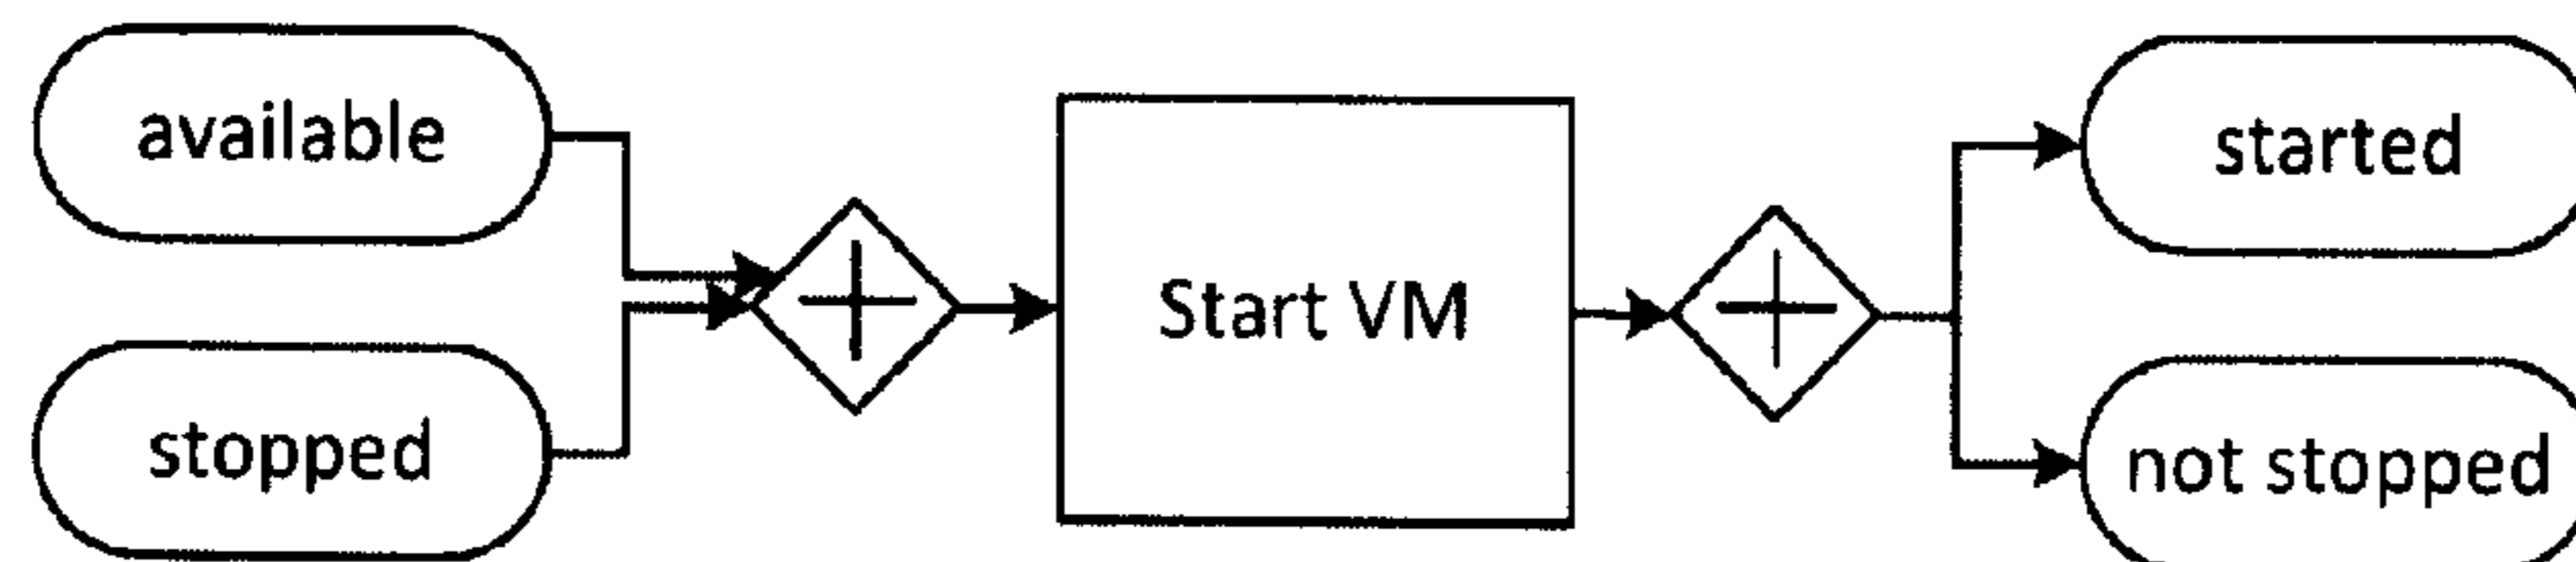 available
stopped
Start VM
started
not stopped